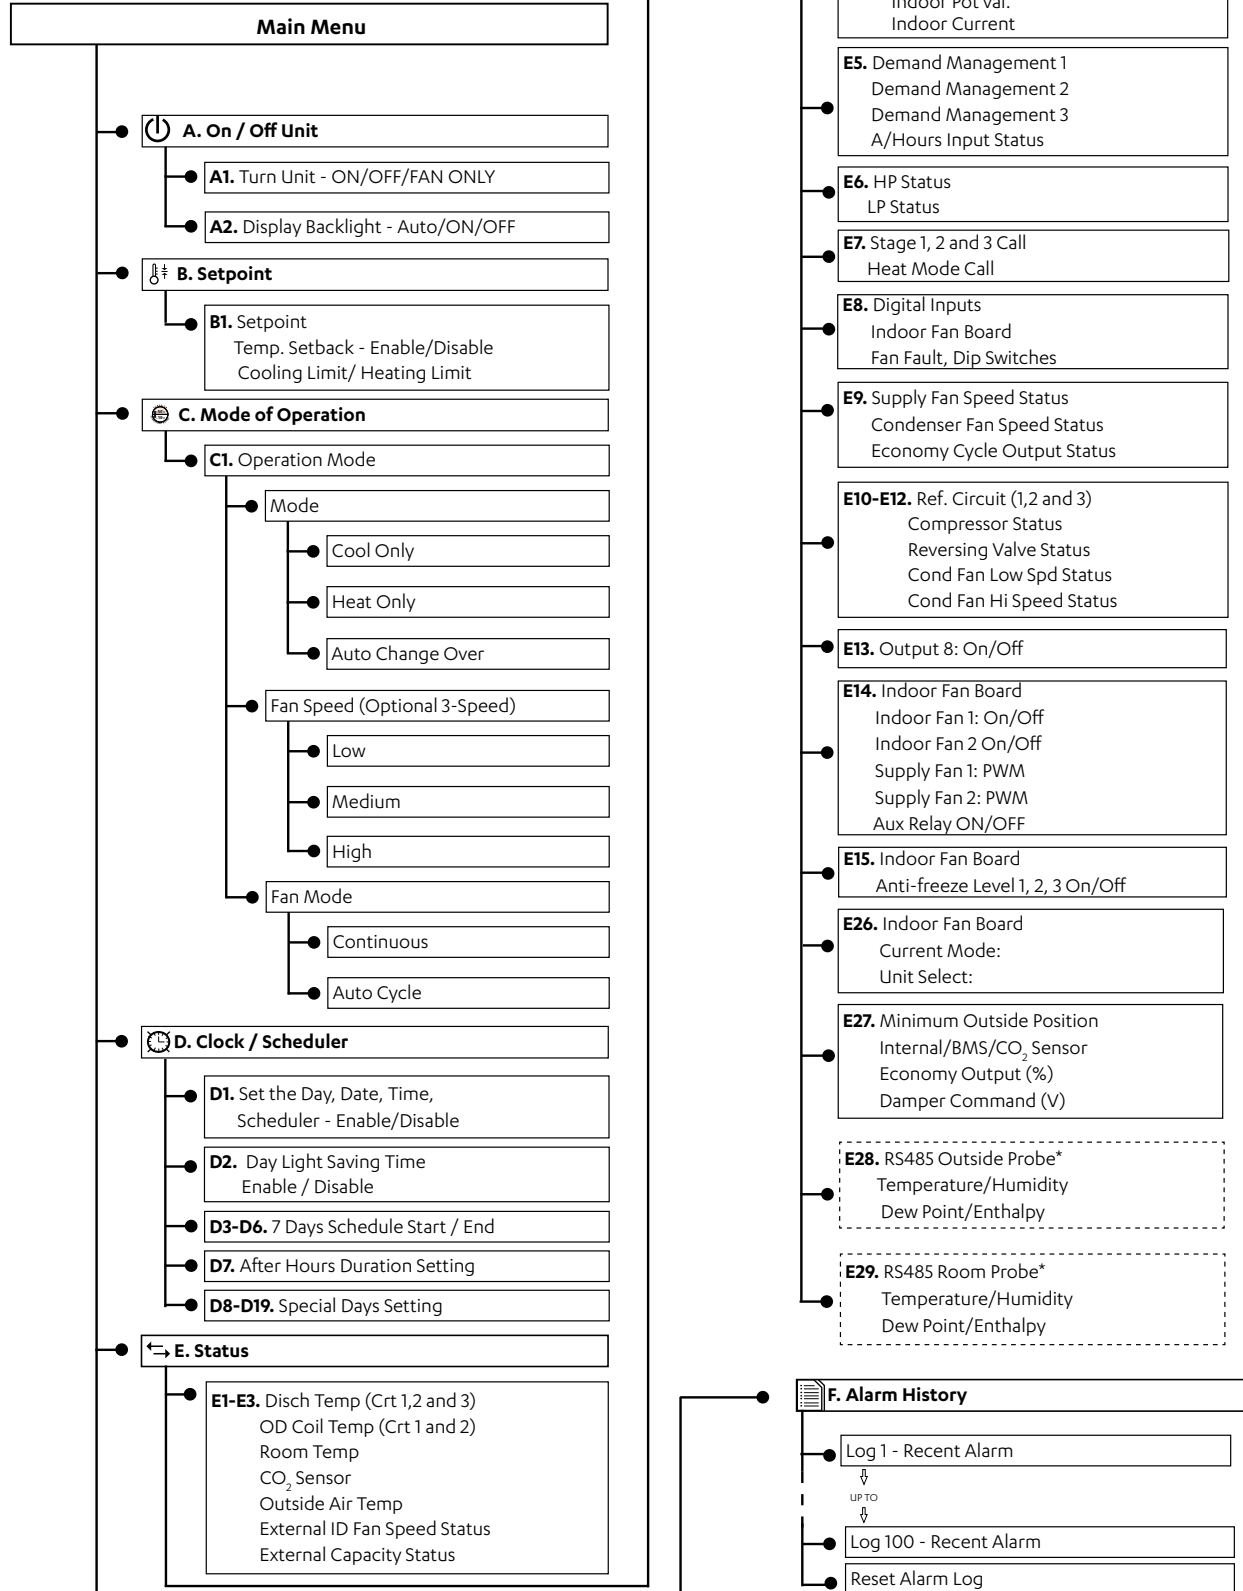 Main Menu
A. On / Off Unit
A1. Turn Unit - ON/OFF/FAN ONLY
A2. Display Backlight - Auto/ON/OFF
B. Setpoint
B1. Setpoint
Temp. Setback - Enable/Disable
Cooling Limit/ Heating Limit
C. Mode of Operation
C1. Operation Mode
Mode
Cool Only
Heat Only
Auto Change Over
Fan Speed (Optional 3-Speed)
Low
Medium
High
Fan Mode
Continuous
Auto Cycle
D. Clock / Scheduler
D1. Set the Day, Date, Time,
Scheduler - Enable/Disable
D2. Day Light Saving Time
Enable / Disable
D3-D6. 7 Days Schedule Start / End
D7. After Hours Duration Setting
D8-D19. Special Days Setting
E. Status
E1-E3. Disch Temp (Crt 1,2 and 3)
OD Coil Temp (Crt 1 and 2)
Room Temp
CO₂ Sensor
Outside Air Temp
External ID Fan Speed Status
External Capacity Status
Indoor Pot Val.
Indoor Current
E5. Demand Management 1
Demand Management 2
Demand Management 3
A/Hours Input Status
E6. HP Status
LP Status
E7. Stage 1, 2 and 3 Call
Heat Mode Call
E8. Digital Inputs
Indoor Fan Board
Fan Fault, Dip Switches
E9. Supply Fan Speed Status
Condenser Fan Speed Status
Economy Cycle Output Status
E10-E12. Ref. Circuit (1,2 and 3)
Compressor Status
Reversing Valve Status
Cond Fan Low Spd Status
Cond Fan Hi Speed Status
E13. Output 8: On/Off
E14. Indoor Fan Board
Indoor Fan 1: On/Off
Indoor Fan 2 On/Off
Supply Fan 1: PWM
Supply Fan 2: PWM
Aux Relay ON/OFF
E15. Indoor Fan Board
Anti-freeze Level 1, 2, 3 On/Off
E26. Indoor Fan Board
Current Mode:
Unit Select:
E27. Minimum Outside Position
Internal/BMS/CO₂ Sensor
Economy Output (%)
Damper Command (V)
E28. RS485 Outside Probe*
Temperature/Humidity
Dew Point/Enthalpy
E29. RS485 Room Probe*
Temperature/Humidity
Dew Point/Enthalpy
F. Alarm History
Log 1 - Recent Alarm
UP TO
Log 100 - Recent Alarm
Reset Alarm Log